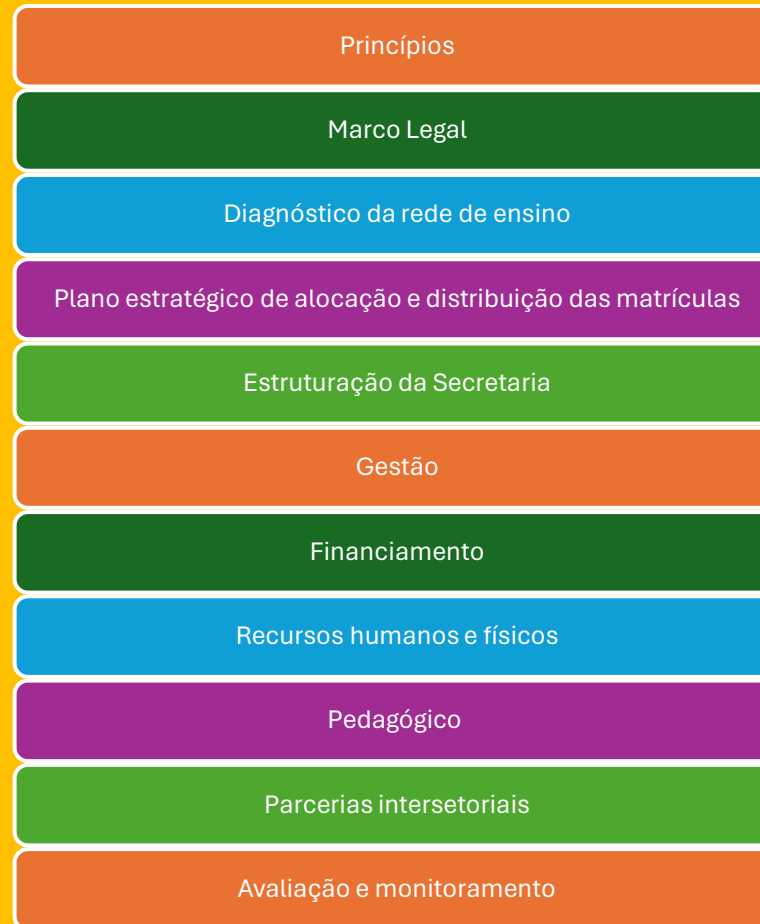 Princípios
Marco Legal
Diagnóstico da rede de ensino
Plano estratégico de alocação e distribuição das matrículas
Estruturação da Secretaria
Gestão
Financiamento
Recursos humanos e físicos
Pedagógico
Parcerias intersetoriais
Avaliação e monitoramento